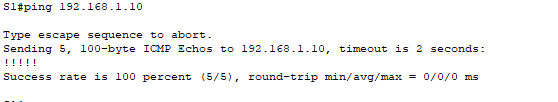 S1#ping 192.168.1.10
Type escape sequence to abort.
Sending 5, 100-byte ICMP Echos to 192.168.1.10, timeout is 2 seconds:
!!!!!
Success rate is 100 percent (5/5), round-trip min/avg/max = 0/0/0 ms